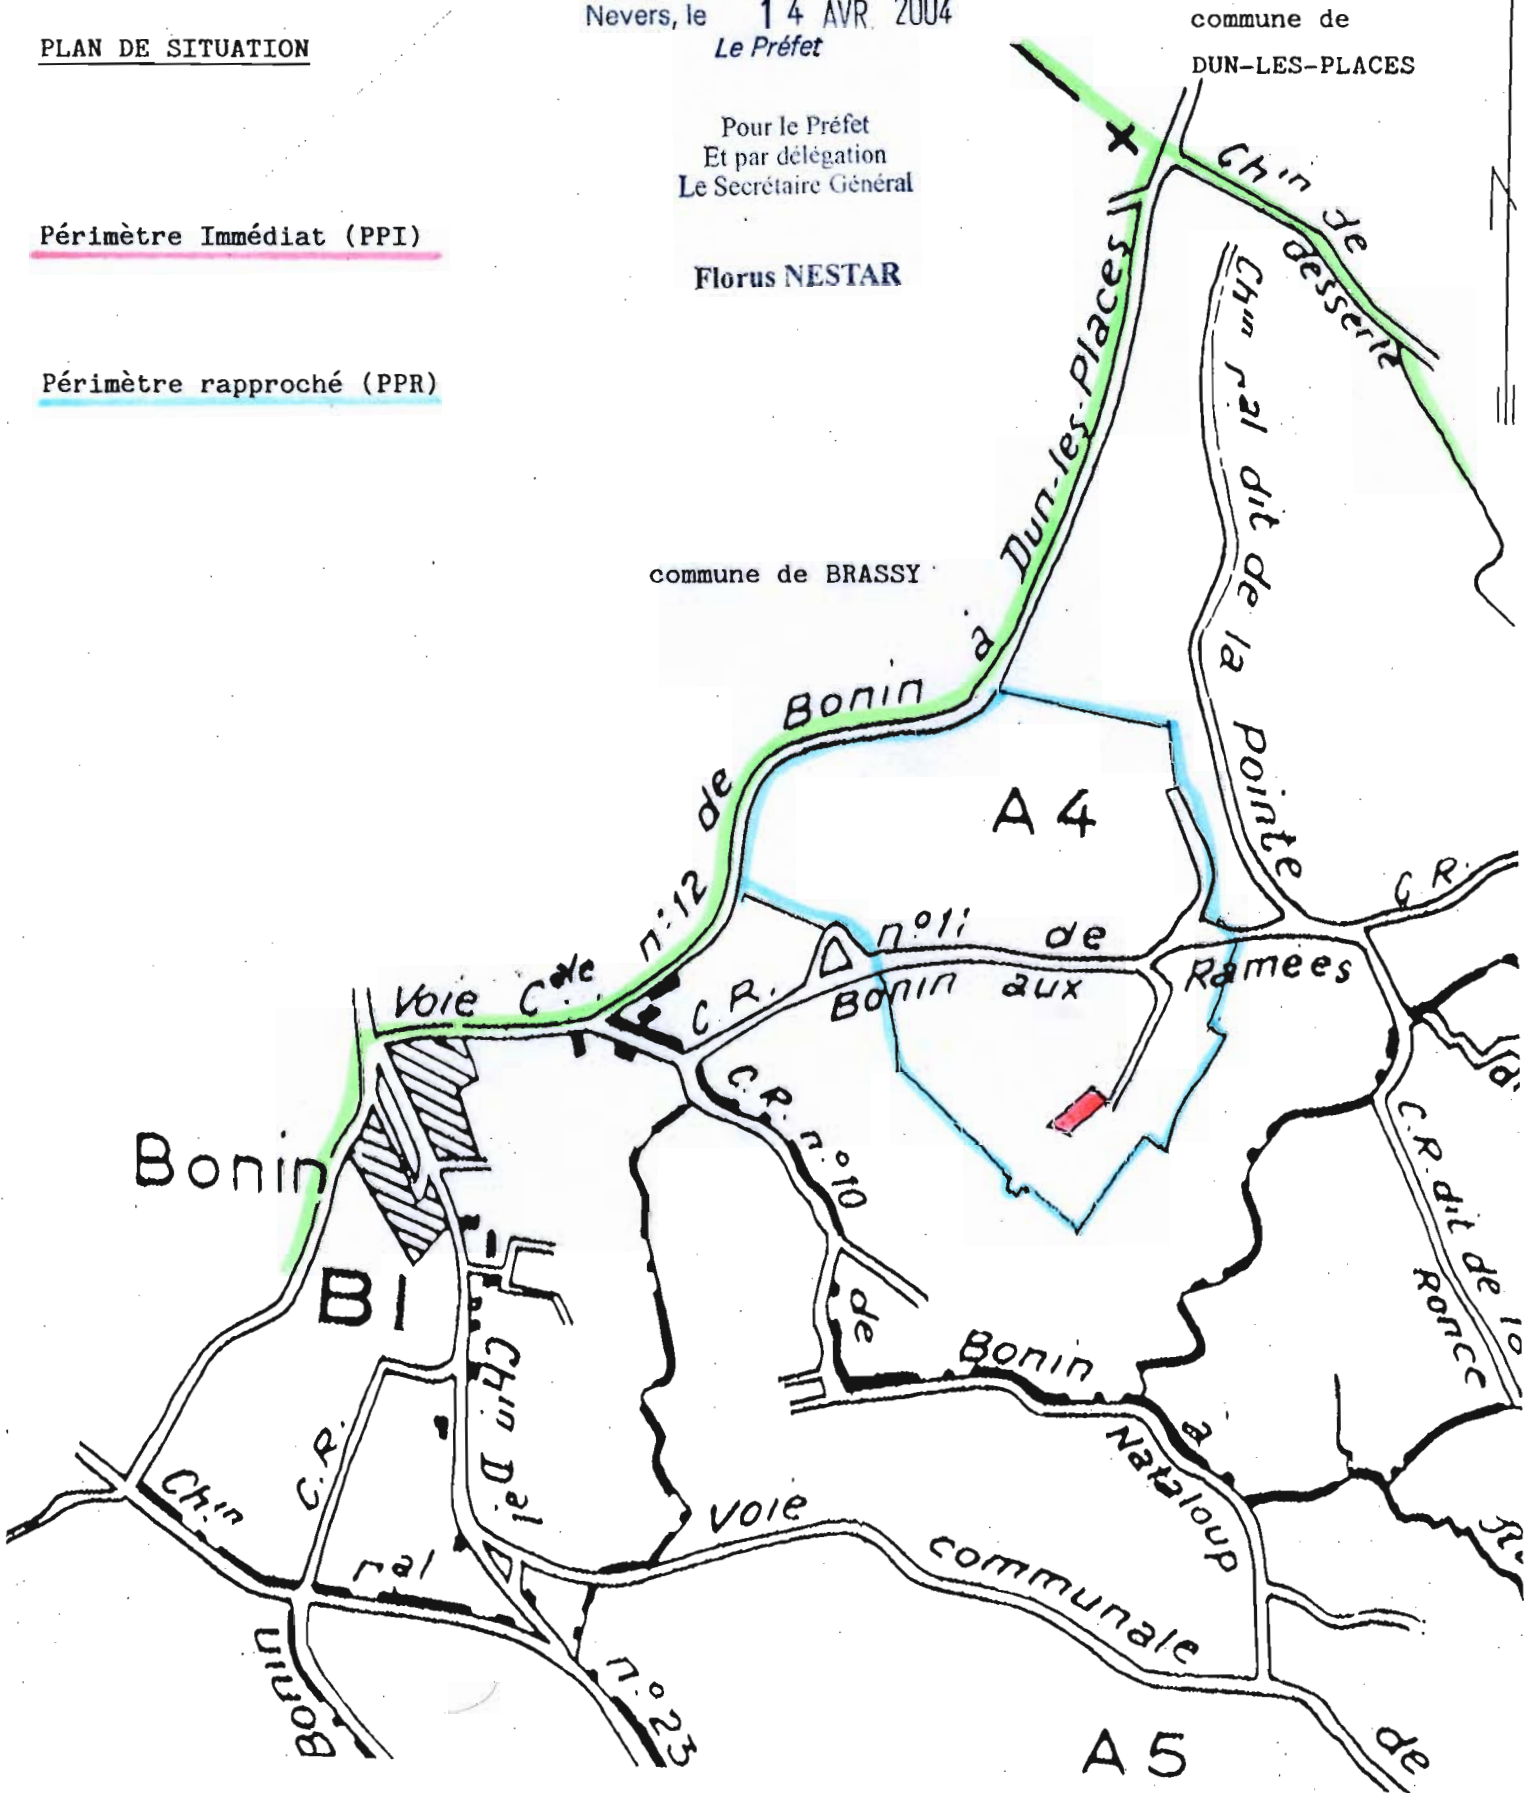 PLAN DE SITUATION
Nevers, le 14 AVR. 2004
Le Préfet
Pour le Préfet
Et par délégation
Le Secrétaire Général
Florus NESTAR
commune de
DUN-LES-PLACES
Périmètre Immédiat (PPI)
Périmètre rapproché (PPR)
commune de BRASSY
Ch.in de desserte
Ch.in ral dit de la Pointe
Voie C.ale n.° 12 de Bonin à Dun-les-Places
A 4
C.R. n.° 11 de
Bonin aux Ramées
C.R.
Bonin
B1
C.R. n.° 10 de Bonin à Nataloup
C.R. dit de la
Ronce
Ch.in D.el
C.R.
Ch.in ral
Bonin
n.° 23
Voie communale de
A 5